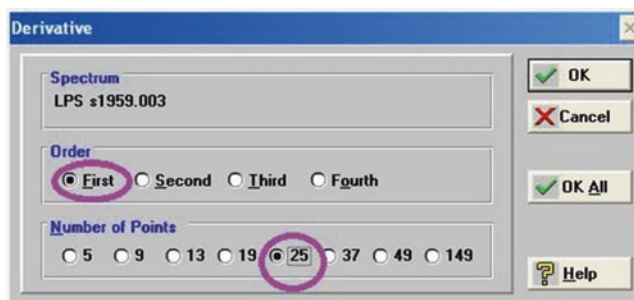 Derivative
Spectrum
LPS s1959.003
Order
First Second Third Fourth
Number of Points
5 9 13 19 25 37 49 149
OK
Cancel
OK All
Help